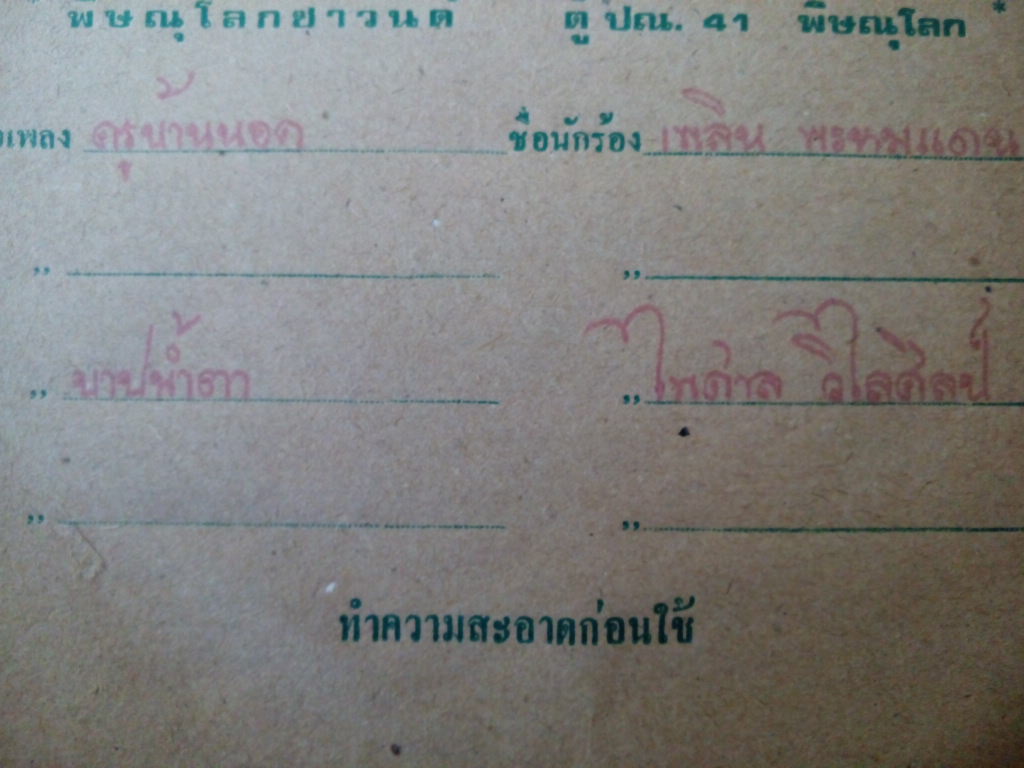 * พิษณุโลกซาวนด์ ตู้ ปณ. 41 พิษณุโลก *
เพลง ครูบ้านนอก ชื่อนักร้อง เพลิน พรหมแดน
" "
" บาปน้ำตา " ไพศาล วิไลศิลป์
" "
ทำความสะอาดก่อนใช้